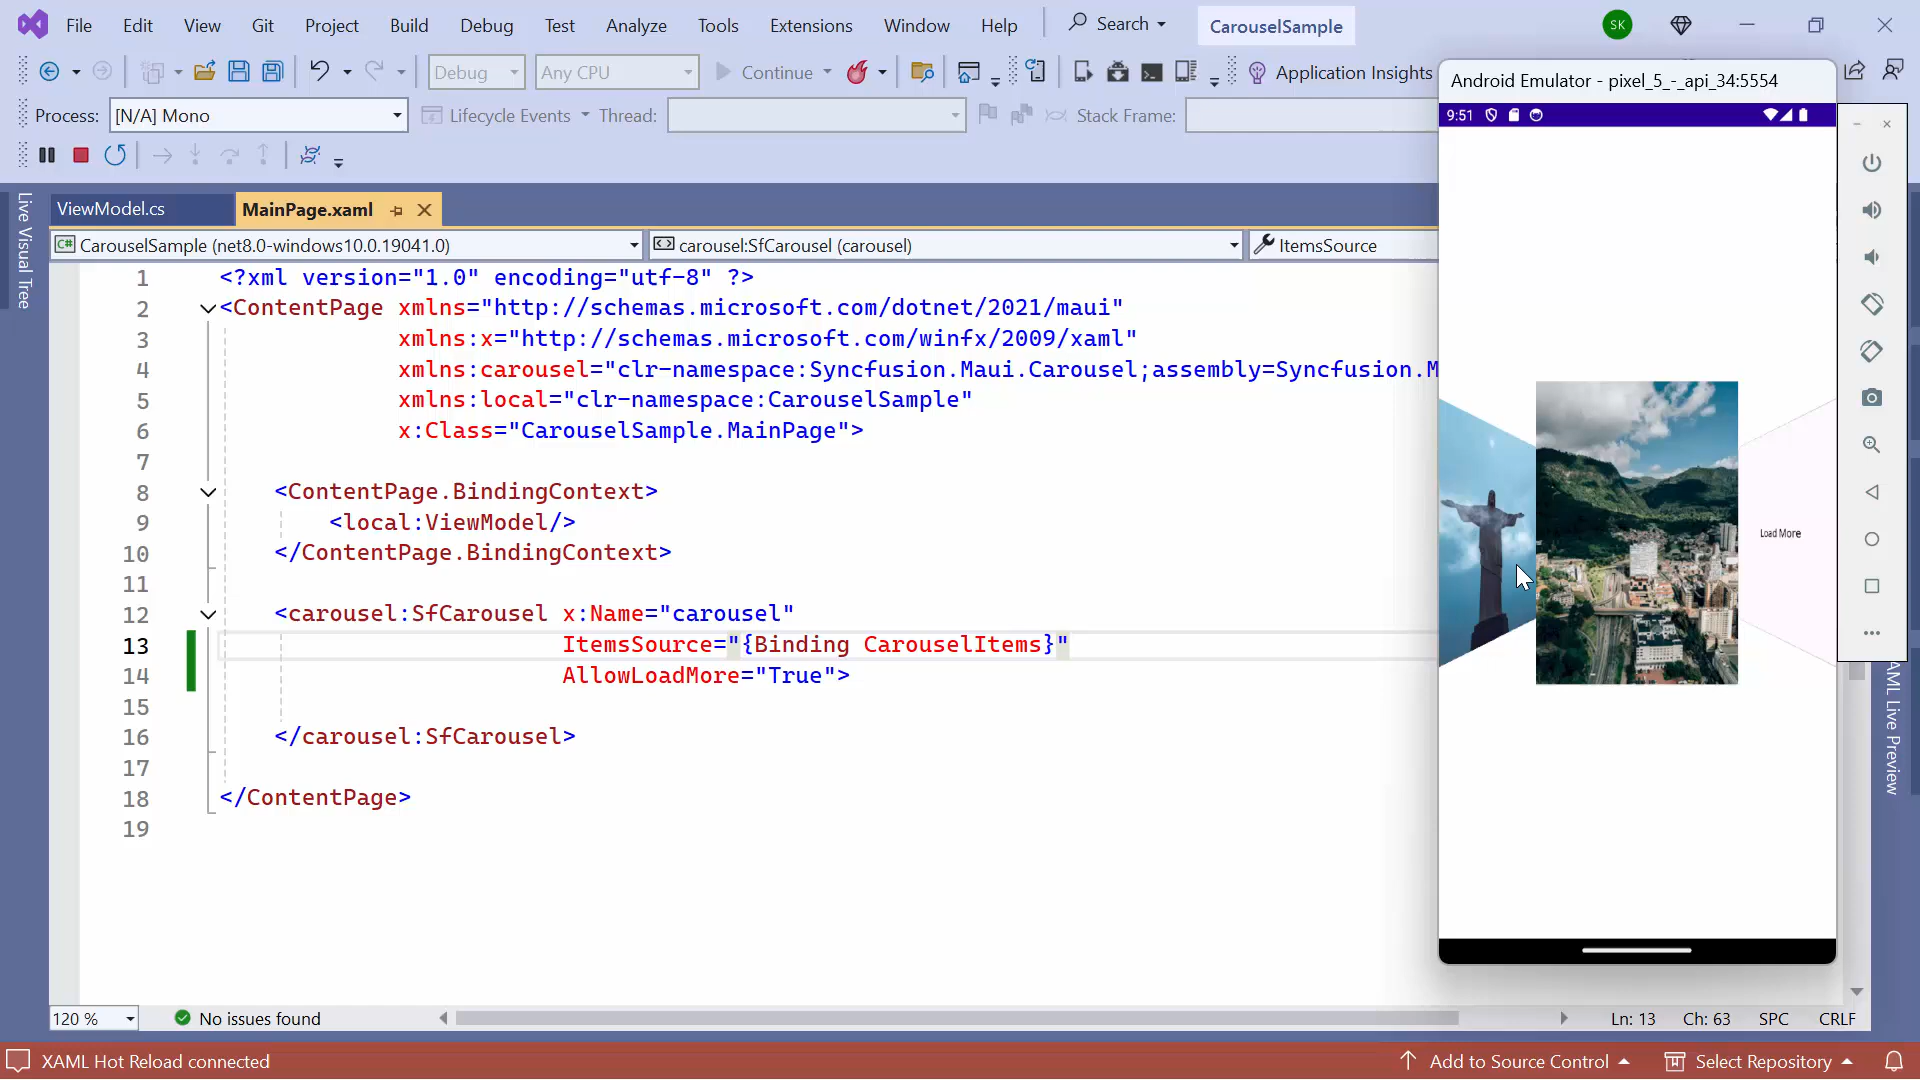 File Edit View Git Project Build Debug Test Analyze Tools Extensions Window Help Search CarouselSample SK
Debug Any CPU Continue Application Insights
Process: [N/A] Mono Lifecycle Events Thread: Stack Frame:
Live Visual Tree
ViewModel.cs MainPage.xaml
CarouselSample (net8.0-windows10.0.19041.0) carousel:SfCarousel (carousel) ItemsSource
1 <?xml version="1.0" encoding="utf-8" ?>
2 <ContentPage xmlns="http://schemas.microsoft.com/dotnet/2021/maui"
3 xmlns:x="http://schemas.microsoft.com/winfx/2009/xaml"
4 xmlns:carousel="clr-namespace:Syncfusion.Maui.Carousel;assembly=Syncfusion.M
5 xmlns:local="clr-namespace:CarouselSample"
6 x:Class="CarouselSample.MainPage">
7
8 <ContentPage.BindingContext>
9 <local:ViewModel/>
10 </ContentPage.BindingContext>
11
12 <carousel:SfCarousel x:Name="carousel"
13 ItemsSource="{Binding CarouselItems}"
14 AllowLoadMore="True">
15
16 </carousel:SfCarousel>
17
18 </ContentPage>
19
Android Emulator - pixel_5_-_api_34:5554
9:51
Load More
AML Live Preview
120 % No issues found Ln: 13 Ch: 63 SPC CRLF
XAML Hot Reload connected Add to Source Control Select Repository